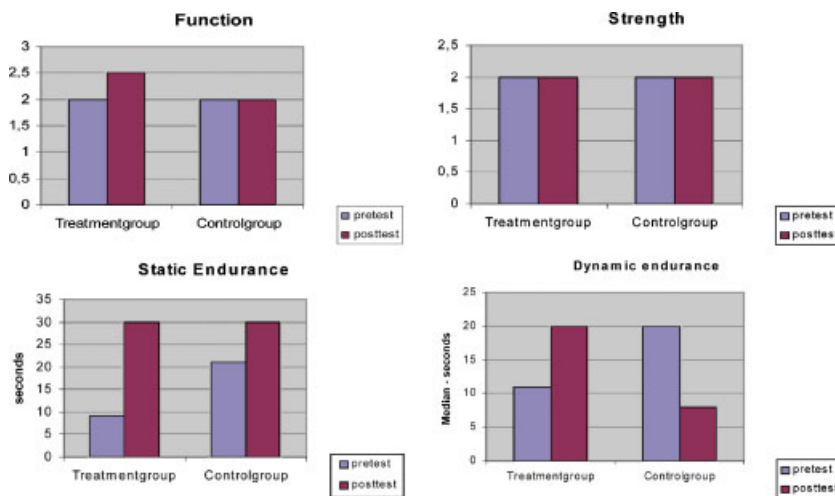 Function
3
2,5
2
1,5
1
0,5
0
Treatmentgroup Controlgroup
pretest
posttest
Strength
2,5
2
1,5
1
0,5
0
Treatmentgroup Controlgroup
pretest
posttest
Static Endurance
seconds
35
30
25
20
15
10
5
0
Treatmentgroup Controlgroup
pretest
posttest
Dynamic endurance
Median - seconds
25
20
15
10
5
0
Treatmentgroup Controlgroup
pretest
posttest